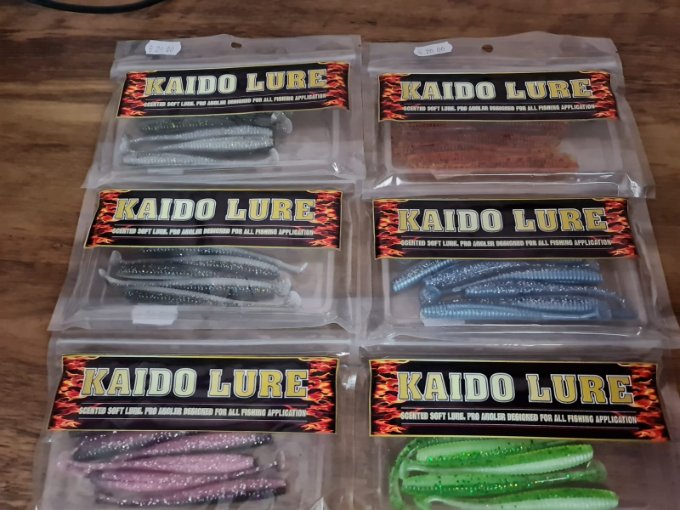 KAIDO LURE
SCENTED SOFT LURE. PRO ANGLER DESIGNED FOR ALL FISHING APPLICATION
KAIDO LURE
SCENTED SOFT LURE. PRO ANGLER DESIGNED FOR ALL FISHING APPLICATION
KAIDO LURE
SCENTED SOFT LURE. PRO ANGLER DESIGNED FOR ALL FISHING APPLICATION
KAIDO LURE
SCENTED SOFT LURE. PRO ANGLER DESIGNED FOR ALL FISHING APPLICATION
KAIDO LURE
SCENTED SOFT LURE. PRO ANGLER DESIGNED FOR ALL FISHING APPLICATION
KAIDO LURE
SCENTED SOFT LURE. PRO ANGLER DESIGNED FOR ALL FISHING APPLICATION